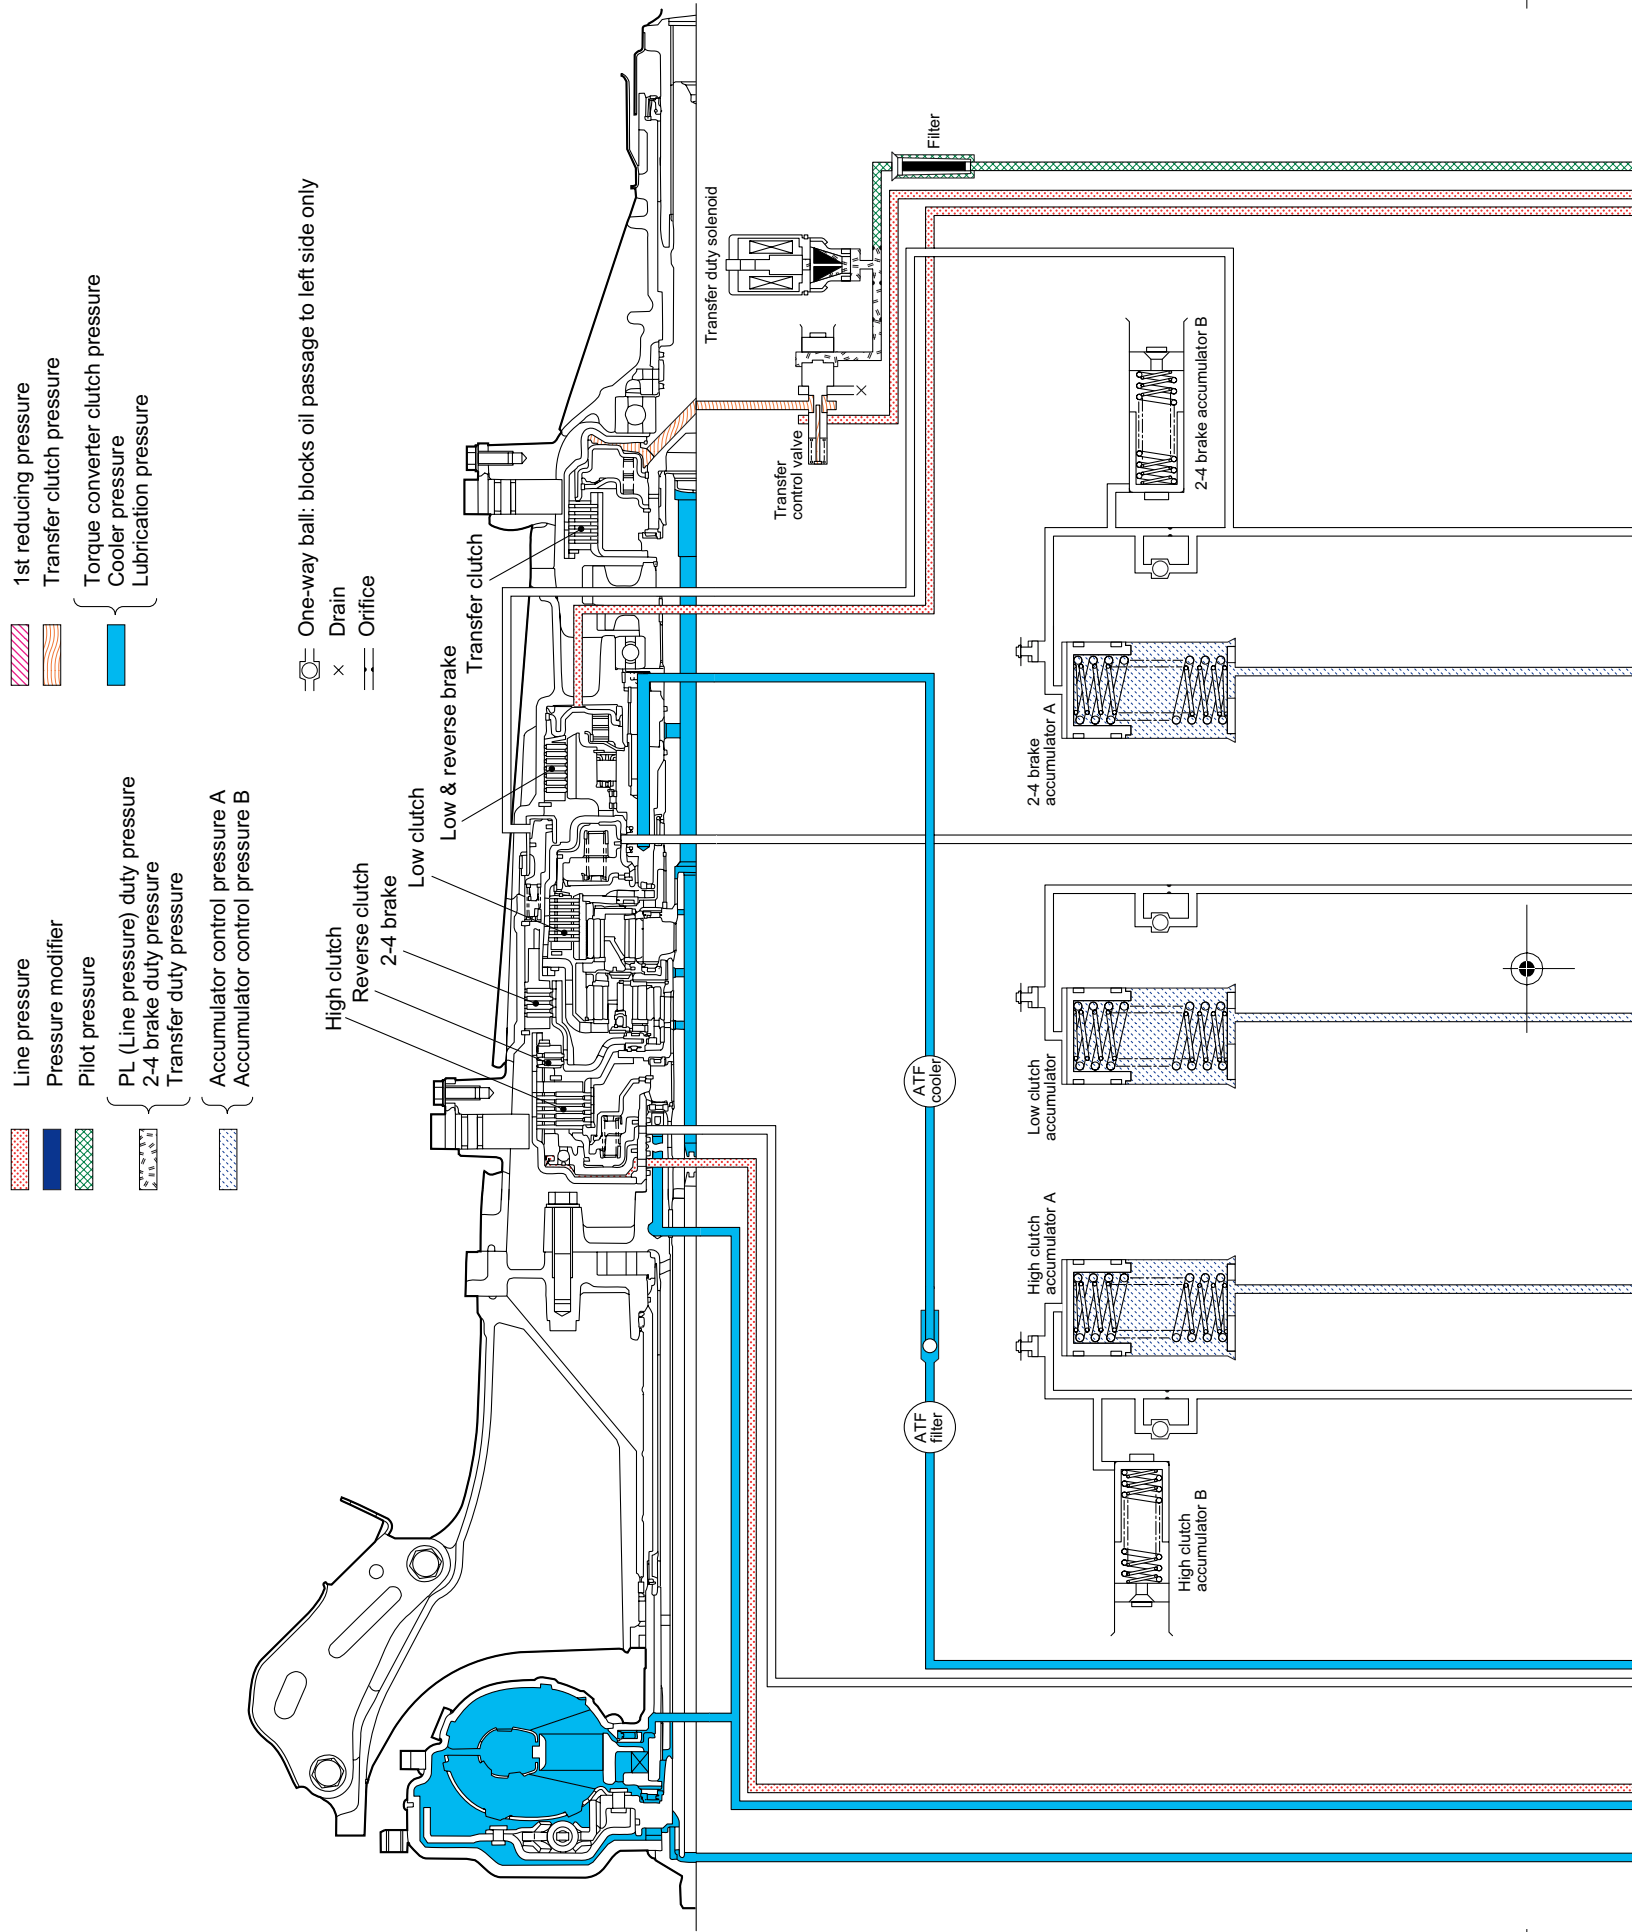 Line pressure
Pressure modifier
Pilot pressure
PL (Line pressure) duty pressure
2-4 brake duty pressure
Transfer duty pressure
Accumulator control pressure A
Accumulator control pressure B
1st reducing pressure
Transfer clutch pressure
Torque converter clutch pressure
Cooler pressure
Lubrication pressure
One-way ball: blocks oil passage to left side only
Drain
Orifice
High clutch
Reverse clutch
2-4 brake
Low clutch
Low & reverse brake
Transfer clutch
Transfer duty solenoid
Filter
Transfer
control valve
ATF
filter
ATF
cooler
High clutch
accumulator B
High clutch
accumulator A
Low clutch
accumulator
2-4 brake
accumulator A
2-4 brake accumulator B